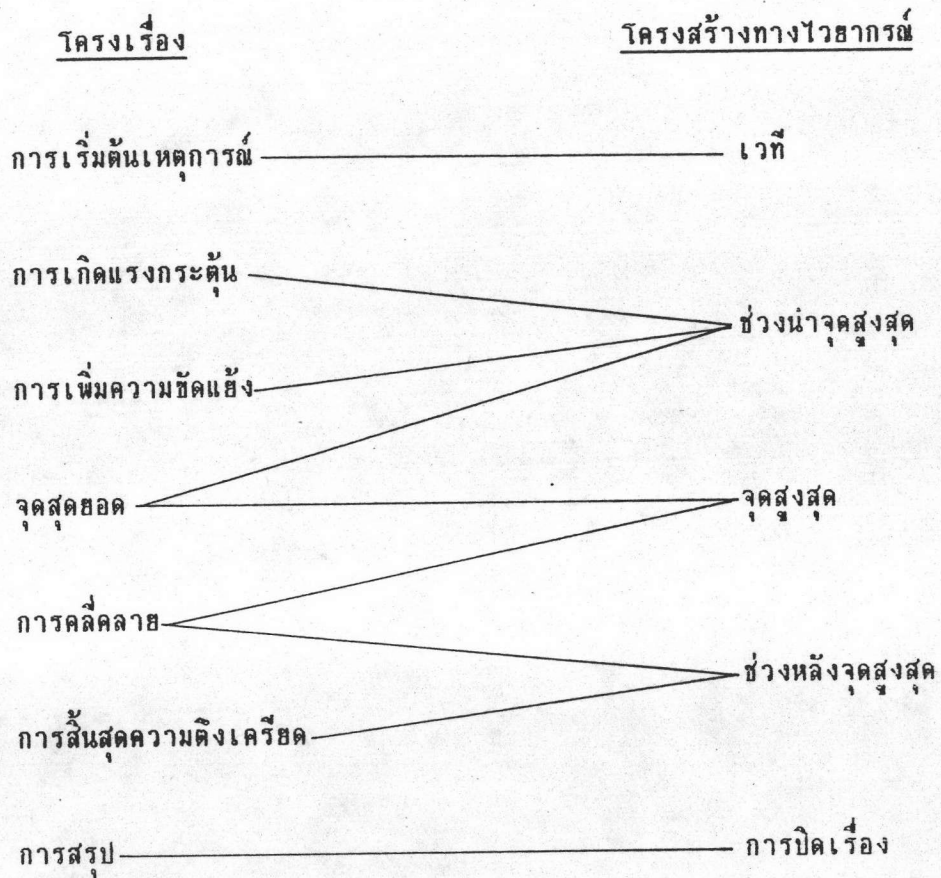 โครงเรื่อง
โครงสร้างทางไวยากรณ์
การเริ่มต้นเหตุการณ์
เวที
การเกิดแรงกระตุ้น
ช่วงนำจุดสูงสุด
การเพิ่มความขัดแย้ง
จุดสุดยอด
จุดสูงสุด
การคลี่คลาย
ช่วงหลังจุดสูงสุด
การสิ้นสุดความตึงเครียด
การสรุป
การปิดเรื่อง